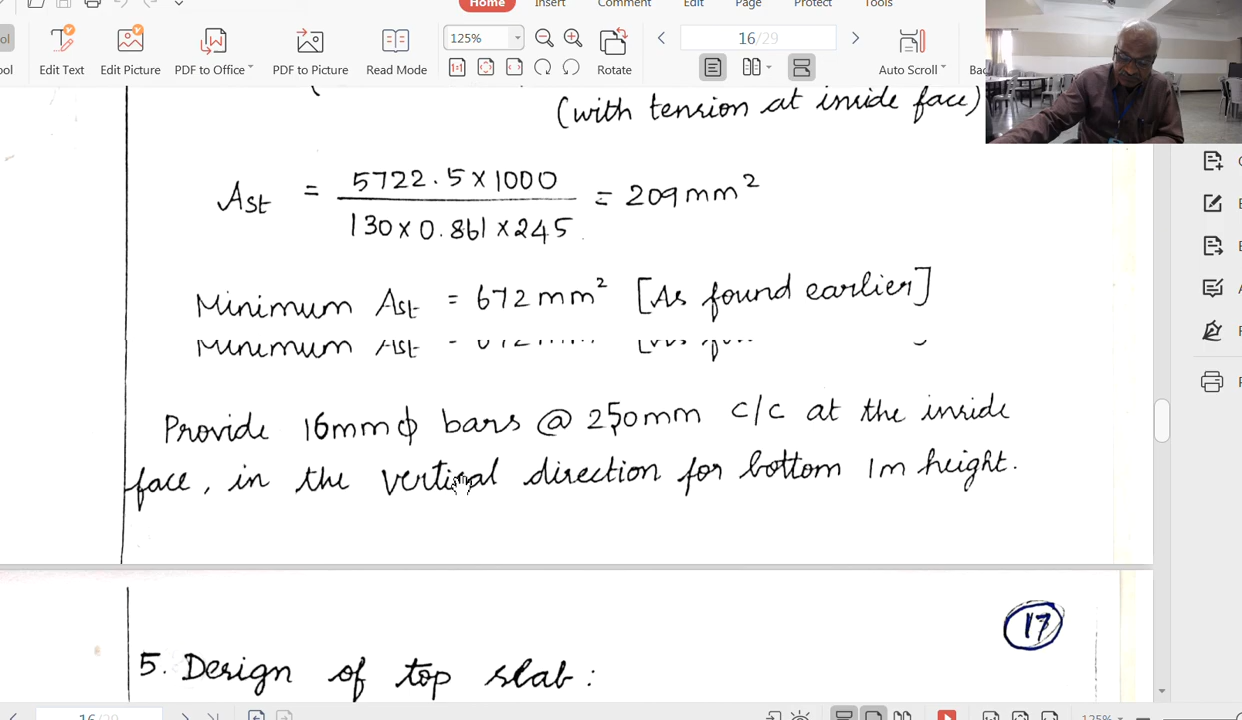 Home Insert Comment Edit Page Protect Tools
125% 16/29
Edit Text Edit Picture PDF to Office PDF to Picture Read Mode Rotate Auto Scroll
(with tension at inside face)
5722.5 x 1000
Ast = = 209 mm²
130 x 0.861 x 245
Minimum Ast = 672 mm² [As found earlier]
Provide 16mm ϕ bars @ 250mm c/c at the inside
face, in the vertical direction for bottom 1m height.
17
5. Design of top slab:
16/29 125%